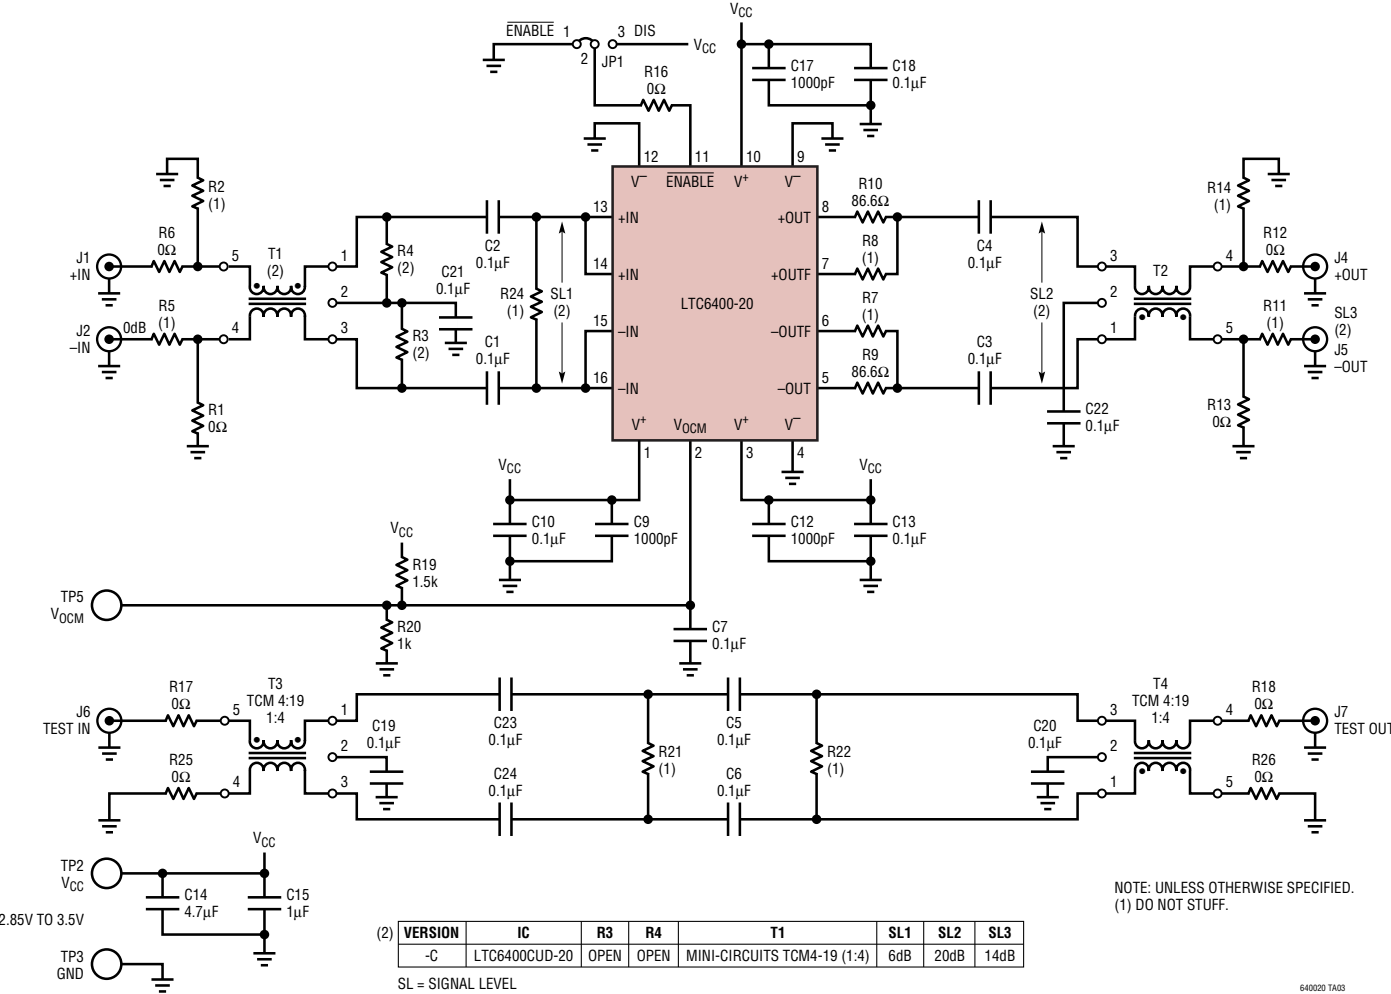 VCC
ENABLE 1 3 DIS
VCC
2 JP1
R16
0Ω
C17
1000pF
C18
0.1µF
12 11 10 9
V– ENABLE V+ V–
R2
(1)
R6
0Ω
J1
+IN
5 T1
(2)
1
R4
(2)
C2
0.1µF
13
+IN
14
+IN
C21
0.1µF
2
R24
(1)
SL1
(2)
LTC6400-20
J2
–IN
0dB
R5
(1)
4
3
R3
(2)
C1
0.1µF
15
–IN
16
–IN
R1
0Ω
+OUT
8
R10
86.6Ω
R8
(1)
+OUTF
7
R7
(1)
–OUTF
6
R9
86.6Ω
–OUT
5
C4
0.1µF
C3
0.1µF
SL2
(2)
3
2
1
T2
4
5
R14
(1)
R12
0Ω
J4
+OUT
R11
(1)
SL3
(2)
J5
–OUT
R13
0Ω
C22
0.1µF
V+ VOCM V+ V–
1 2 3 4
VCC
C10
0.1µF
C9
1000pF
C12
1000pF
VCC
C13
0.1µF
VCC
R19
1.5k
TP5
VOCM
R20
1k
C7
0.1µF
J6
TEST IN
R17
0Ω
5
T3
TCM 4:19
1:4
1
2
3
4
C19
0.1µF
R25
0Ω
C23
0.1µF
C24
0.1µF
R21
(1)
C5
0.1µF
C6
0.1µF
R22
(1)
C20
0.1µF
3
2
1
T4
TCM 4:19
1:4
4
5
R18
0Ω
J7
TEST OUT
R26
0Ω
TP2
VCC
VCC
C14
4.7µF
C15
1µF
2.85V TO 3.5V
TP3
GND
NOTE: UNLESS OTHERWISE SPECIFIED.
(1) DO NOT STUFF.
(2) VERSION IC R3 R4 T1 SL1 SL2 SL3
-C LTC6400CUD-20 OPEN OPEN MINI-CIRCUITS TCM4-19 (1:4) 6dB 20dB 14dB
SL = SIGNAL LEVEL
640020 TA03